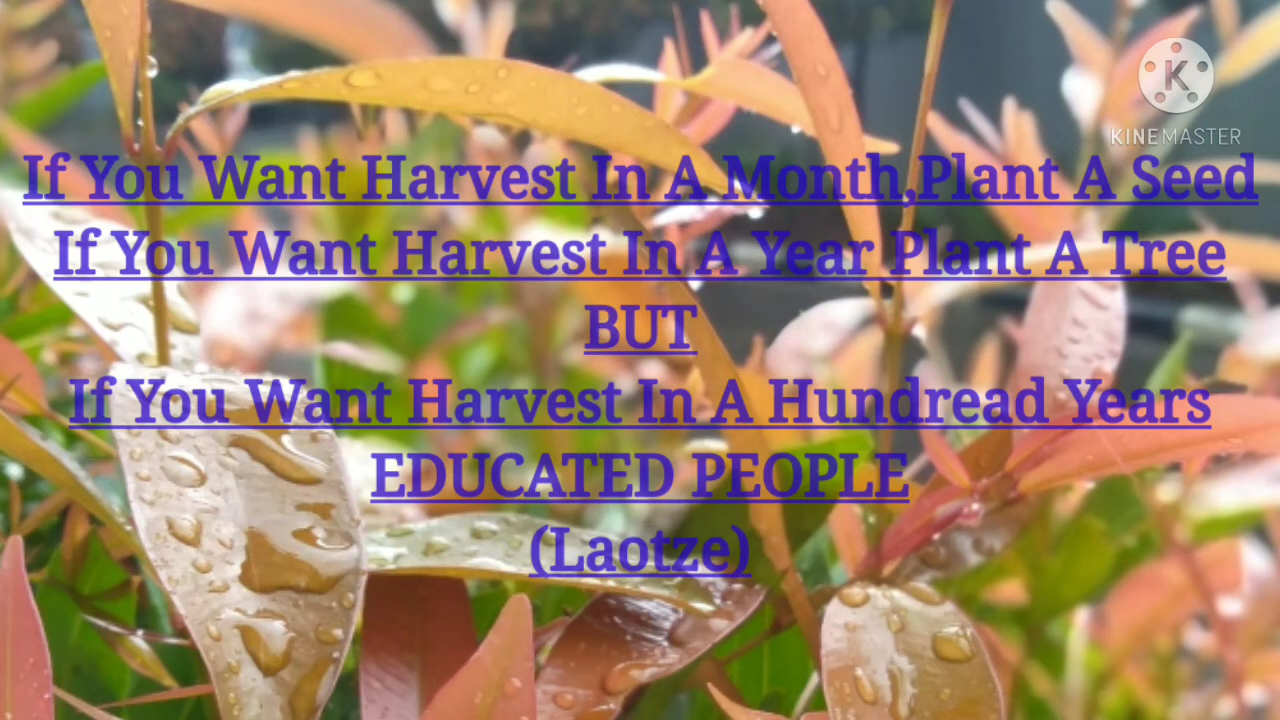 K
KINEMASTER
If You Want Harvest In A Month,Plant A Seed
If You Want Harvest In A Year Plant A Tree
BUT
If You Want Harvest In A Hundread Years
EDUCATED PEOPLE
(Laotze)